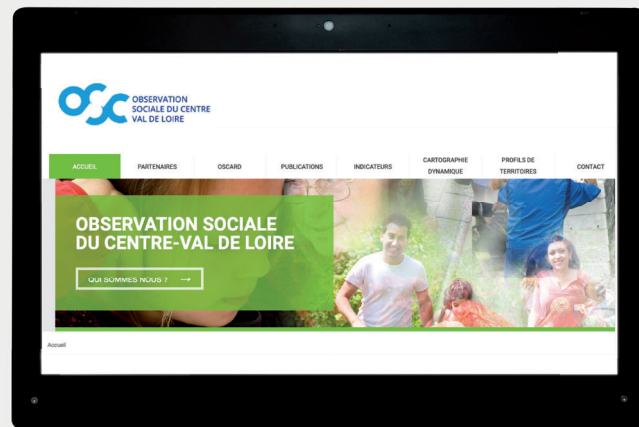 OSC
OBSERVATION
SOCIALE DU CENTRE
VAL DE LOIRE
ACCUEIL
PARTENAIRES
OSCARD
PUBLICATIONS
INDICATEURS
CARTOGRAPHIE
DYNAMIQUE
PROFILS DE
TERRITOIRES
CONTACT
OBSERVATION SOCIALE
DU CENTRE-VAL DE LOIRE
QUI SOMMES NOUS ? →
Accueil